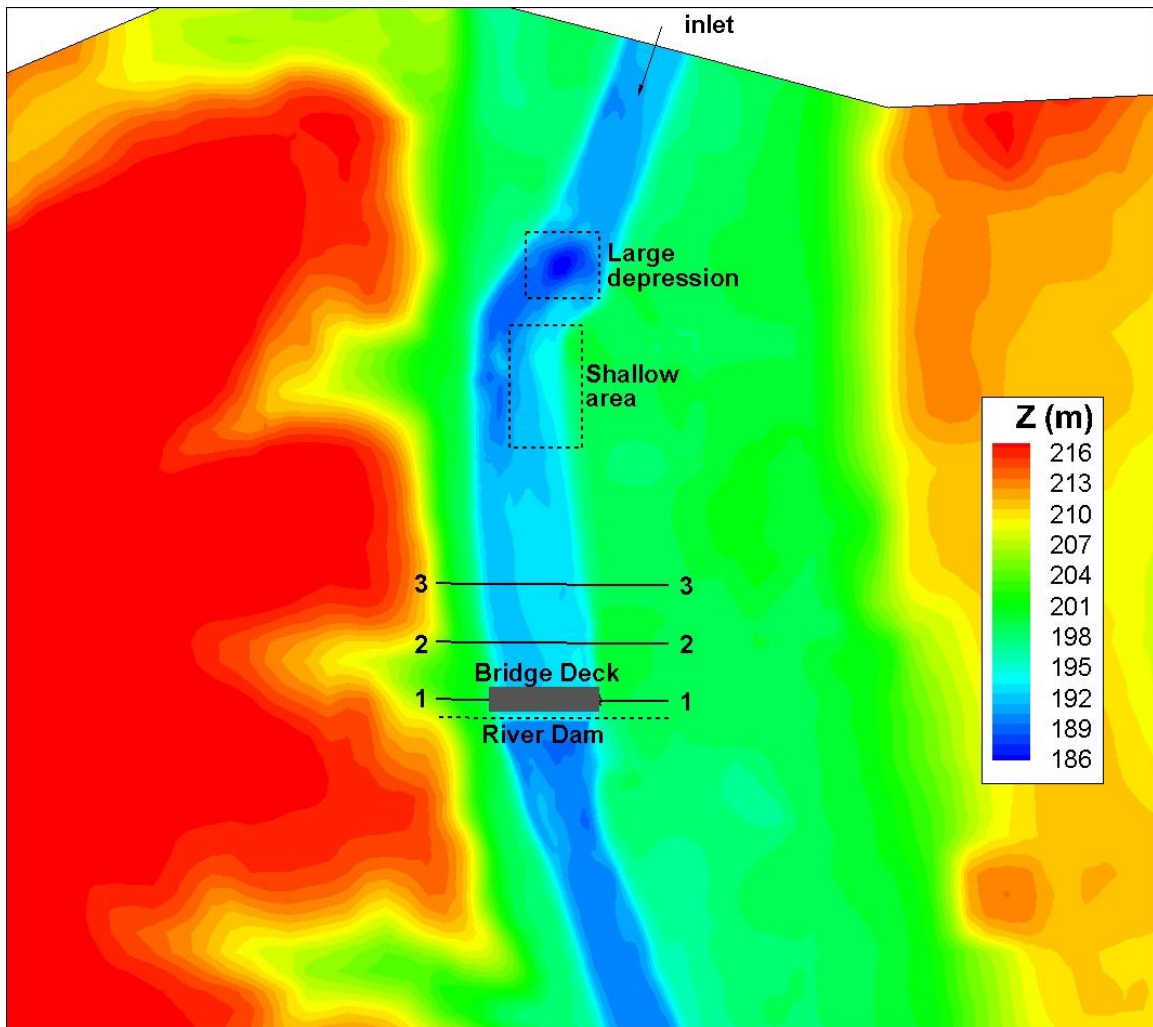 inlet
Large
depression
Shallow
area
Z (m)
216
213
210
207
204
201
198
195
192
189
186
3 3
2 2
Bridge Deck
1 1
River Dam